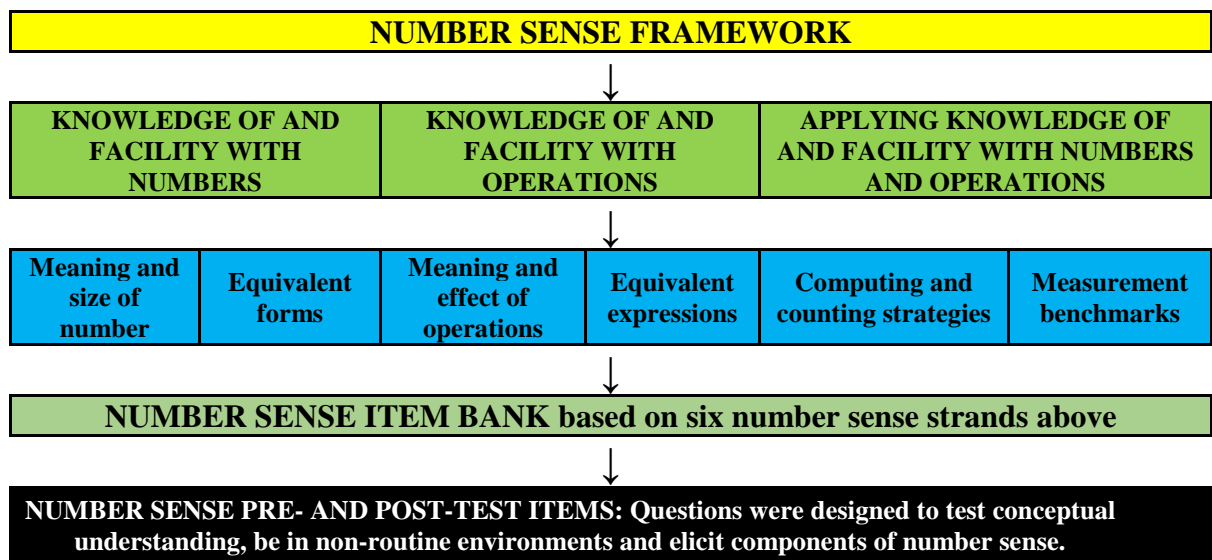 NUMBER SENSE FRAMEWORK
↓
KNOWLEDGE OF AND
FACILITY WITH
NUMBERS
KNOWLEDGE OF AND
FACILITY WITH
OPERATIONS
APPLYING KNOWLEDGE OF
AND FACILITY WITH NUMBERS
AND OPERATIONS
↓
Meaning and
size of
number
Equivalent
forms
Meaning and
effect of
operations
Equivalent
expressions
Computing and
counting strategies
Measurement
benchmarks
↓
NUMBER SENSE ITEM BANK based on six number sense strands above
↓
NUMBER SENSE PRE- AND POST-TEST ITEMS: Questions were designed to test conceptual
understanding, be in non-routine environments and elicit components of number sense.